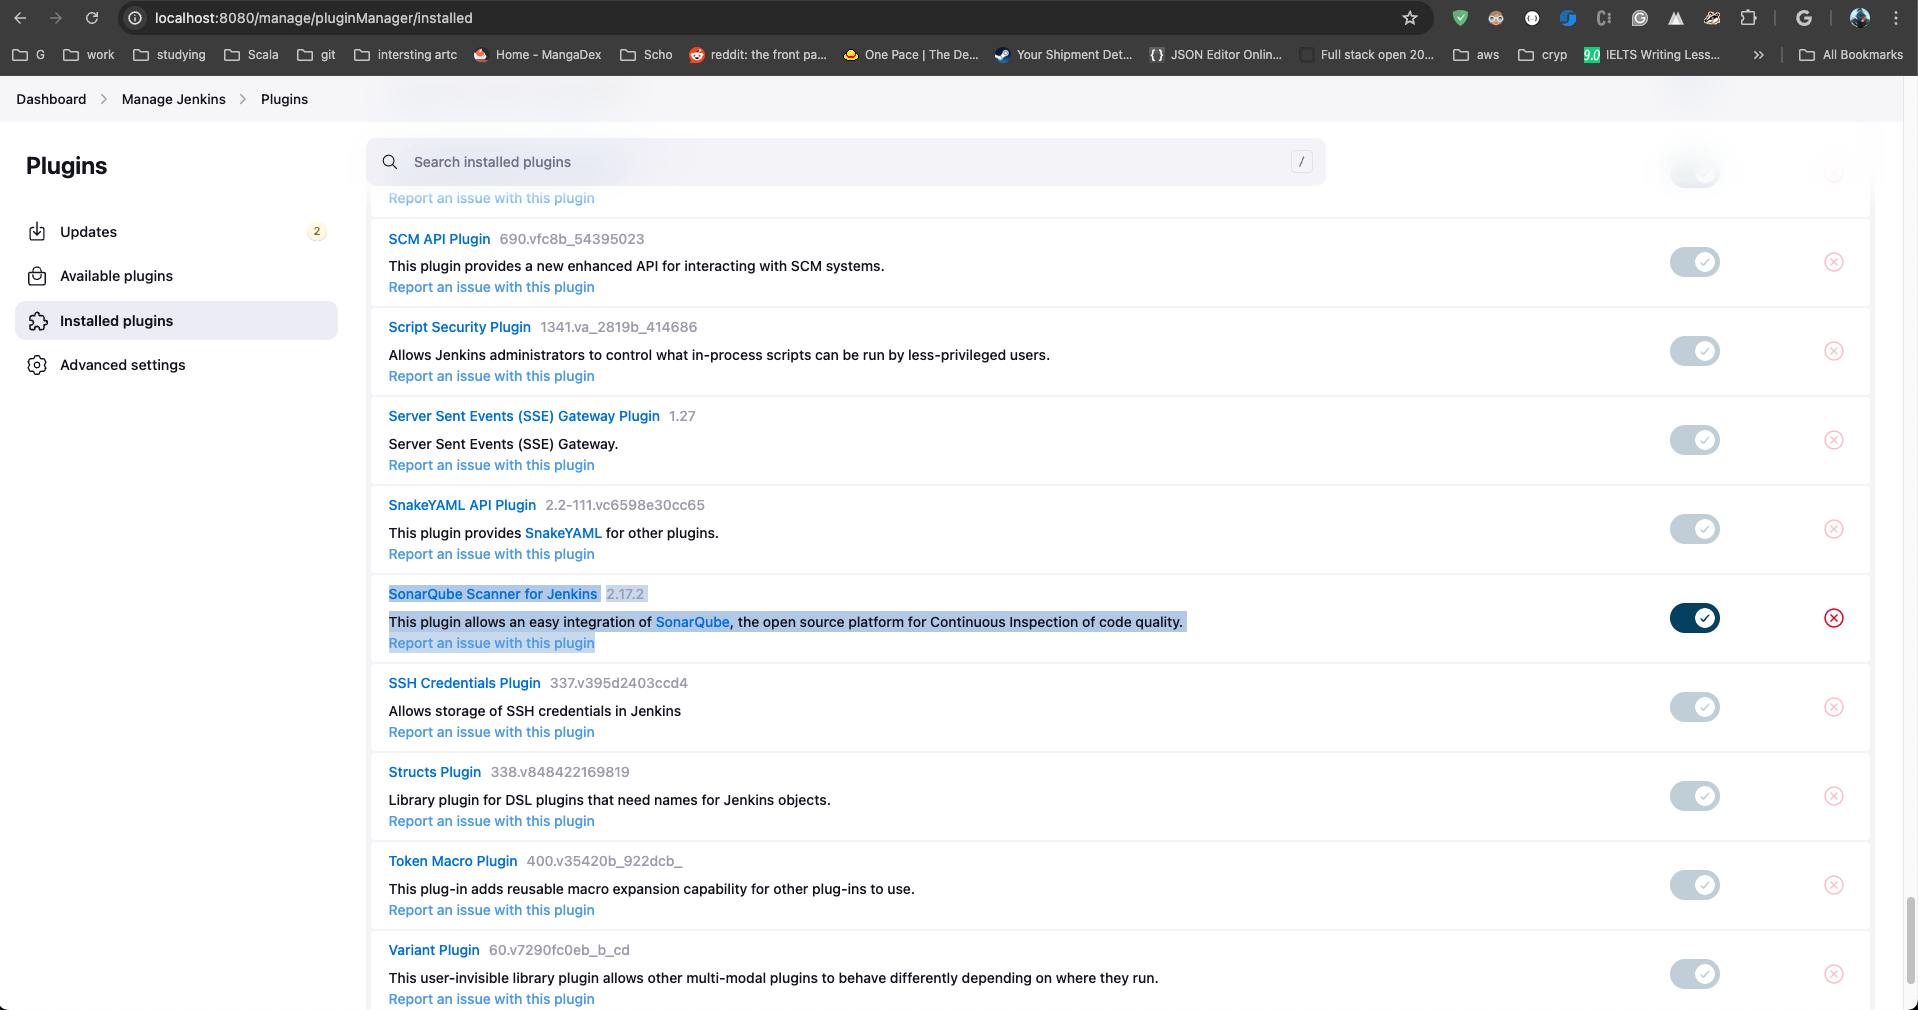 localhost:8080/manage/pluginManager/installed
G work studying Scala git intersting artc Home - MangaDex Scho reddit: the front pa... One Pace | The De... Your Shipment Det... JSON Editor Onlin... Full stack open 20... aws cryp 9.0 IELTS Writing Less... » All Bookmarks
Dashboard > Manage Jenkins > Plugins
Plugins
Updates 2
Available plugins
Installed plugins
Advanced settings
Search installed plugins /
Report an issue with this plugin
SCM API Plugin 690.vfc8b_54395023
This plugin provides a new enhanced API for interacting with SCM systems.
Report an issue with this plugin
Script Security Plugin 1341.va_2819b_414686
Allows Jenkins administrators to control what in-process scripts can be run by less-privileged users.
Report an issue with this plugin
Server Sent Events (SSE) Gateway Plugin 1.27
Server Sent Events (SSE) Gateway.
Report an issue with this plugin
SnakeYAML API Plugin 2.2-111.vc6598e30cc65
This plugin provides SnakeYAML for other plugins.
Report an issue with this plugin
SonarQube Scanner for Jenkins 2.17.2
This plugin allows an easy integration of SonarQube, the open source platform for Continuous Inspection of code quality.
Report an issue with this plugin
SSH Credentials Plugin 337.v395d2403ccd4
Allows storage of SSH credentials in Jenkins
Report an issue with this plugin
Structs Plugin 338.v848422169819
Library plugin for DSL plugins that need names for Jenkins objects.
Report an issue with this plugin
Token Macro Plugin 400.v35420b_922dcb_
This plug-in adds reusable macro expansion capability for other plug-ins to use.
Report an issue with this plugin
Variant Plugin 60.v7290fc0eb_b_cd
This user-invisible library plugin allows other multi-modal plugins to behave differently depending on where they run.
Report an issue with this plugin